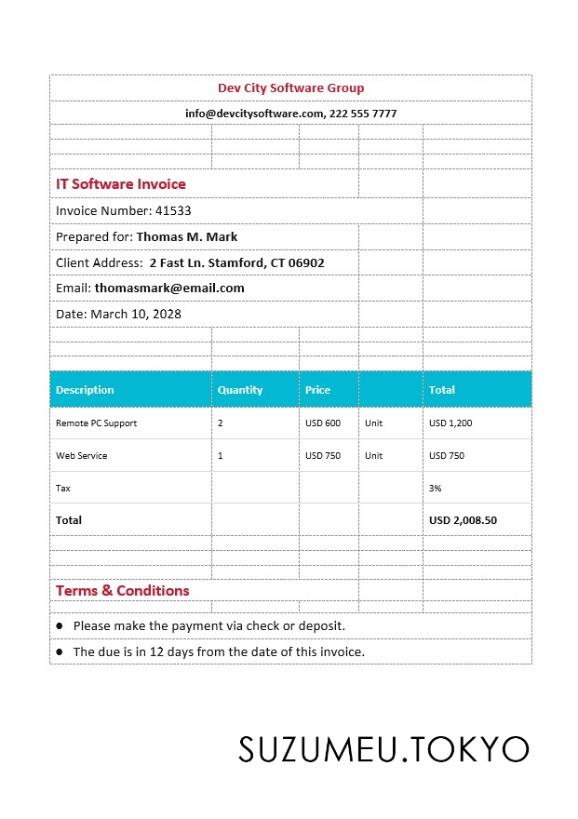 Dev City Software Group
info@devcitysoftware.com, 222 555 7777
IT Software Invoice
Invoice Number: 41533
Prepared for: Thomas M. Mark
Client Address:  2 Fast Ln. Stamford, CT 06902
Email: thomasmark@email.com
Date: March 10, 2028
Description Quantity Price Total
Remote PC Support 2 USD 600 Unit USD 1,200
Web Service 1 USD 750 Unit USD 750
Tax 3%
Total USD 2,008.50
Terms & Conditions
● Please make the payment via check or deposit.
● The due is in 12 days from the date of this invoice.
SUZUMEU.TOKYO